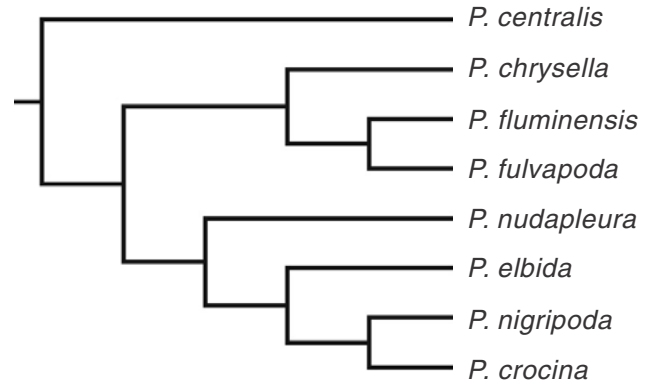 P. centralis
P. chrysella
P. fluminensis
P. fulvapoda
P. nudapleura
P. elbida
P. nigripoda
P. crocina